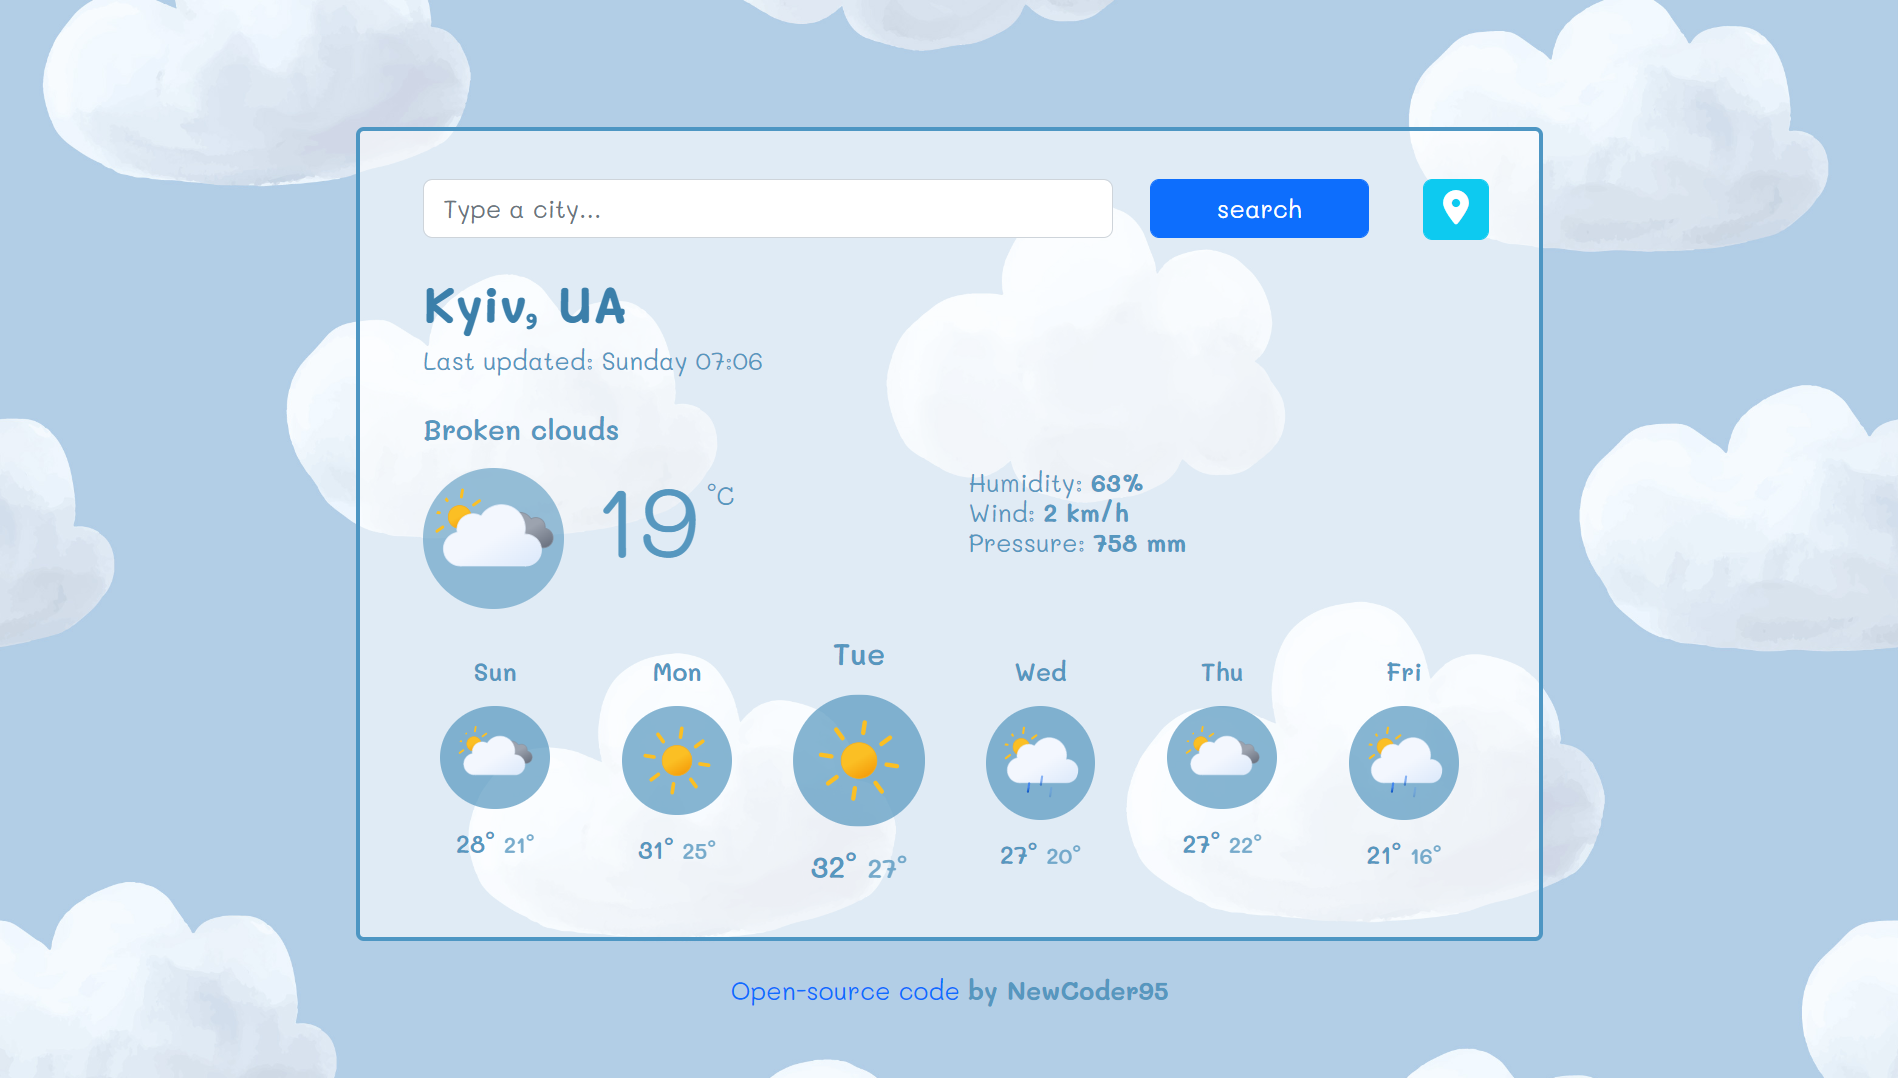 Type a city...
search
Kyiv, UA
Last updated: Sunday 07:06
Broken clouds
19 °C
Humidity: 63%
Wind: 2 km/h
Pressure: 758 mm
Sun Mon Tue Wed Thu Fri
28° 21° 31° 25° 32° 27° 27° 20° 27° 22° 21° 16°
Open-source code by NewCoder95